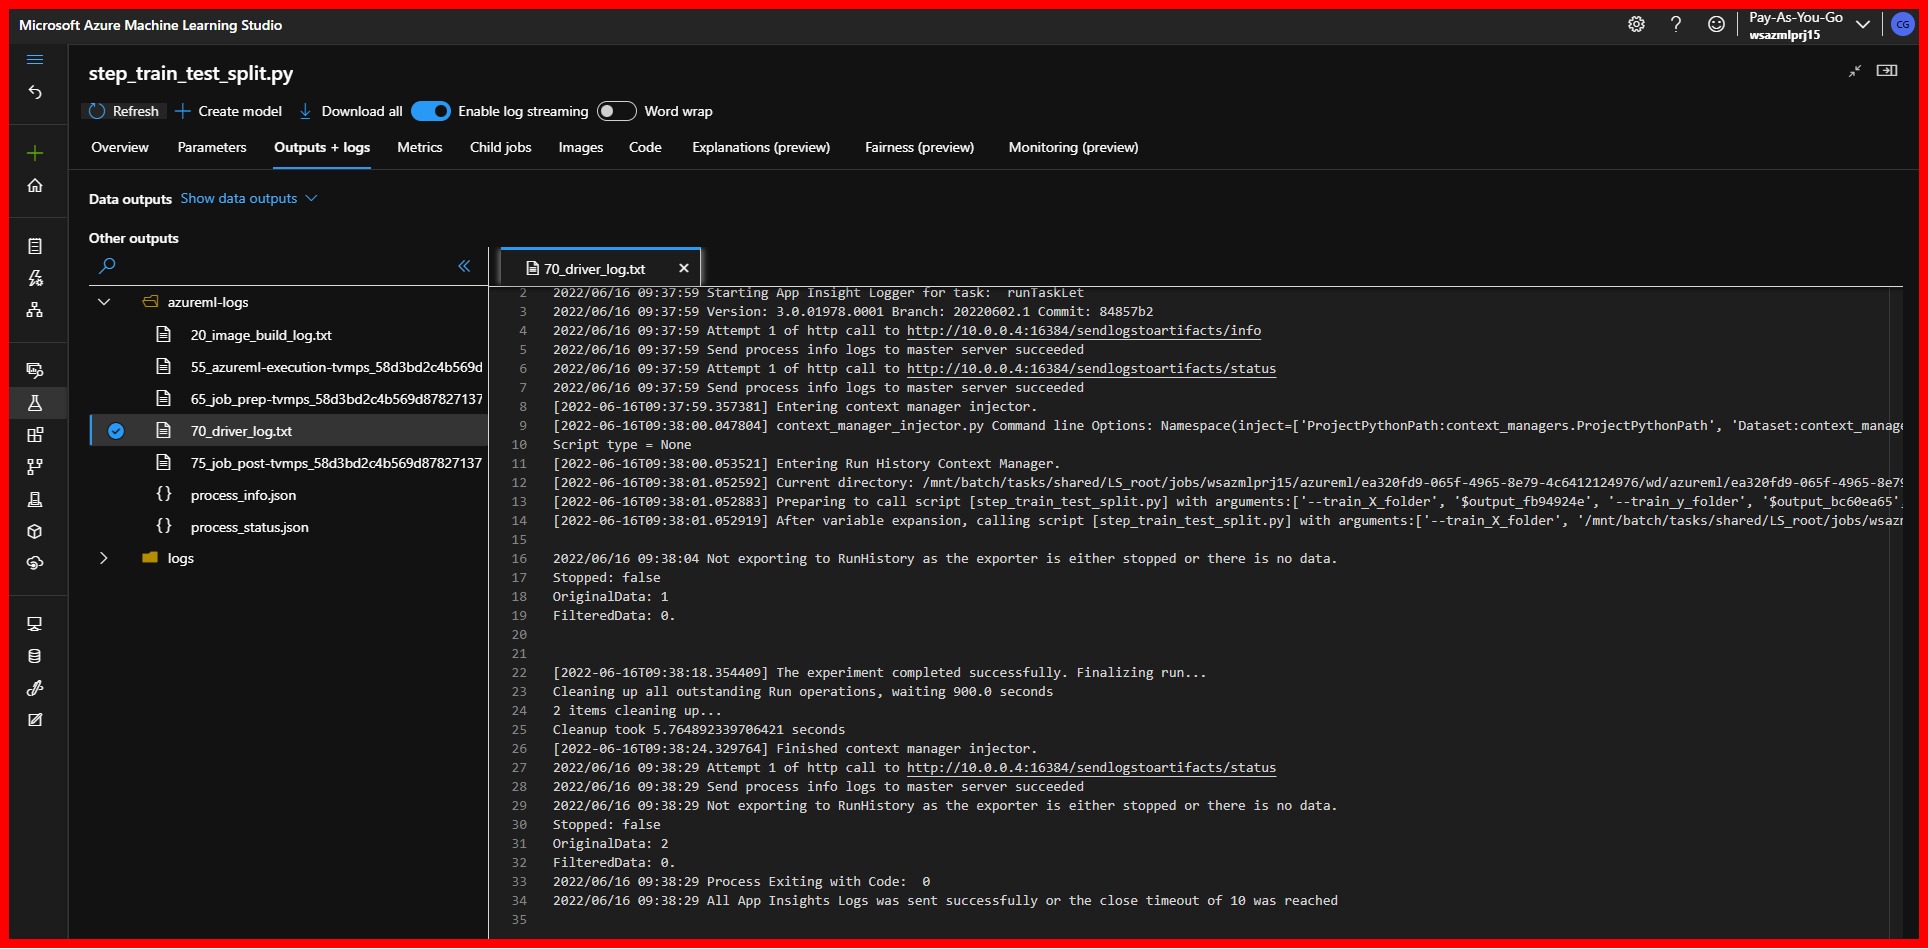 Microsoft Azure Machine Learning Studio
Pay-As-You-Go
wsazmlprj15
CG
step_train_test_split.py
Refresh
Create model
Download all
Enable log streaming
Word wrap
Overview
Parameters
Outputs + logs
Metrics
Child jobs
Images
Code
Explanations (preview)
Fairness (preview)
Monitoring (preview)
Data outputs Show data outputs
Other outputs
azureml-logs
20_image_build_log.txt
55_azureml-execution-tvmps_58d3bd2c4b569d
65_job_prep-tvmps_58d3bd2c4b569d87827137
70_driver_log.txt
75_job_post-tvmps_58d3bd2c4b569d87827137
{} process_info.json
{} process_status.json
logs
70_driver_log.txt
2 2022/06/16 09:37:59 Starting App Insight Logger for task:  runTaskLet
3 2022/06/16 09:37:59 Version: 3.0.01978.0001 Branch: 20220602.1 Commit: 84857b2
4 2022/06/16 09:37:59 Attempt 1 of http call to http://10.0.0.4:16384/sendlogstoartifacts/info
5 2022/06/16 09:37:59 Send process info logs to master server succeeded
6 2022/06/16 09:37:59 Attempt 1 of http call to http://10.0.0.4:16384/sendlogstoartifacts/status
7 2022/06/16 09:37:59 Send process info logs to master server succeeded
8 [2022-06-16T09:37:59.357381] Entering context manager injector.
9 [2022-06-16T09:38:00.047804] context_manager_injector.py Command line Options: Namespace(inject=['ProjectPythonPath:context_managers.ProjectPythonPath', 'Dataset:context_manage
10 Script type = None
11 [2022-06-16T09:38:00.053521] Entering Run History Context Manager.
12 [2022-06-16T09:38:01.052592] Current directory: /mnt/batch/tasks/shared/LS_root/jobs/wsazmlprj15/azureml/ea320fd9-065f-4965-8e79-4c6412124976/wd/azureml/ea320fd9-065f-4965-8e79
13 [2022-06-16T09:38:01.052883] Preparing to call script [step_train_test_split.py] with arguments:['--train_X_folder', '$output_fb94924e', '--train_y_folder', '$output_bc60ea65',
14 [2022-06-16T09:38:01.052919] After variable expansion, calling script [step_train_test_split.py] with arguments:['--train_X_folder', '/mnt/batch/tasks/shared/LS_root/jobs/wsazm
15
16 2022/06/16 09:38:04 Not exporting to RunHistory as the exporter is either stopped or there is no data.
17 Stopped: false
18 OriginalData: 1
19 FilteredData: 0.
20
21
22 [2022-06-16T09:38:18.354409] The experiment completed successfully. Finalizing run...
23 Cleaning up all outstanding Run operations, waiting 900.0 seconds
24 2 items cleaning up...
25 Cleanup took 5.764892339706421 seconds
26 [2022-06-16T09:38:24.329764] Finished context manager injector.
27 2022/06/16 09:38:29 Attempt 1 of http call to http://10.0.0.4:16384/sendlogstoartifacts/status
28 2022/06/16 09:38:29 Send process info logs to master server succeeded
29 2022/06/16 09:38:29 Not exporting to RunHistory as the exporter is either stopped or there is no data.
30 Stopped: false
31 OriginalData: 2
32 FilteredData: 0.
33 2022/06/16 09:38:29 Process Exiting with Code:  0
34 2022/06/16 09:38:29 All App Insights Logs was sent successfully or the close timeout of 10 was reached
35